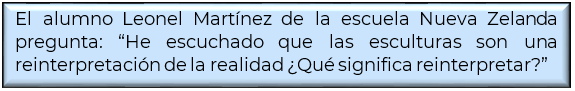 El alumno Leonel Martínez de la escuela Nueva Zelanda
pregunta: “He escuchado que las esculturas son una
reinterpretación de la realidad ¿Qué significa reinterpretar?”